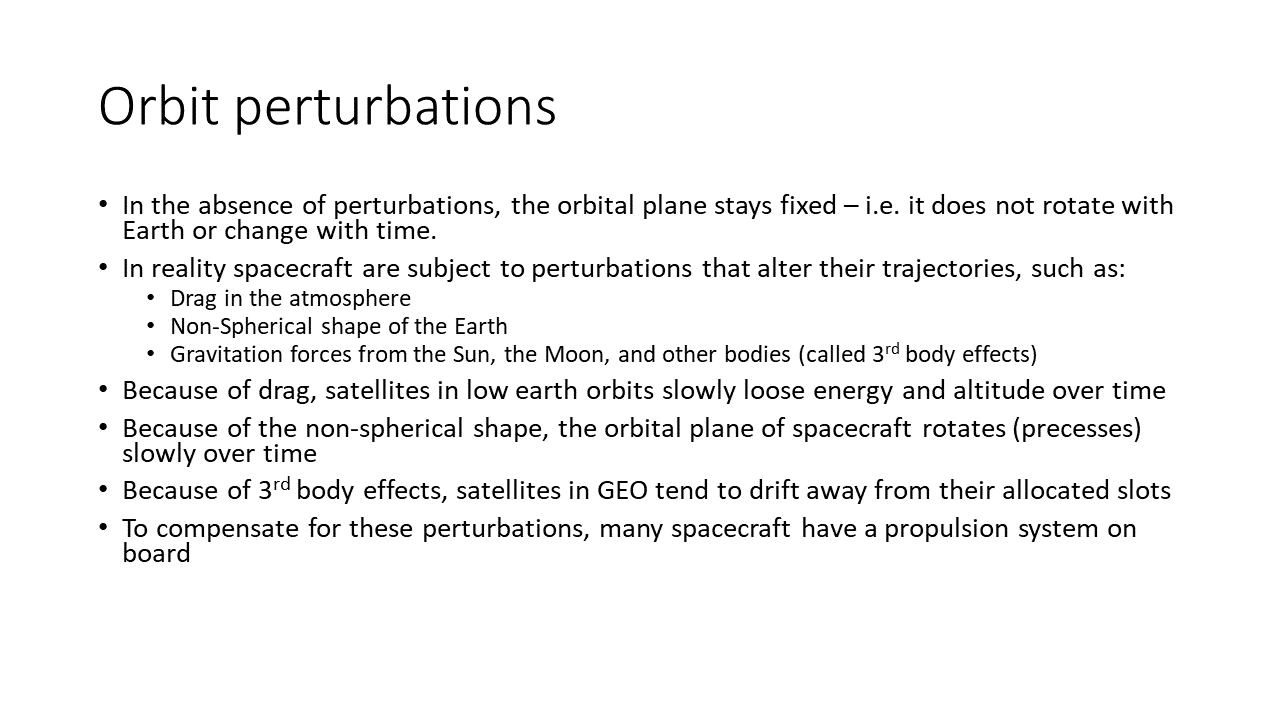 Orbit perturbations
• In the absence of perturbations, the orbital plane stays fixed – i.e. it does not rotate with
Earth or change with time.
• In reality spacecraft are subject to perturbations that alter their trajectories, such as:
• Drag in the atmosphere
• Non-Spherical shape of the Earth
• Gravitation forces from the Sun, the Moon, and other bodies (called 3rd body effects)
• Because of drag, satellites in low earth orbits slowly loose energy and altitude over time
• Because of the non-spherical shape, the orbital plane of spacecraft rotates (precesses)
slowly over time
• Because of 3rd body effects, satellites in GEO tend to drift away from their allocated slots
• To compensate for these perturbations, many spacecraft have a propulsion system on
board